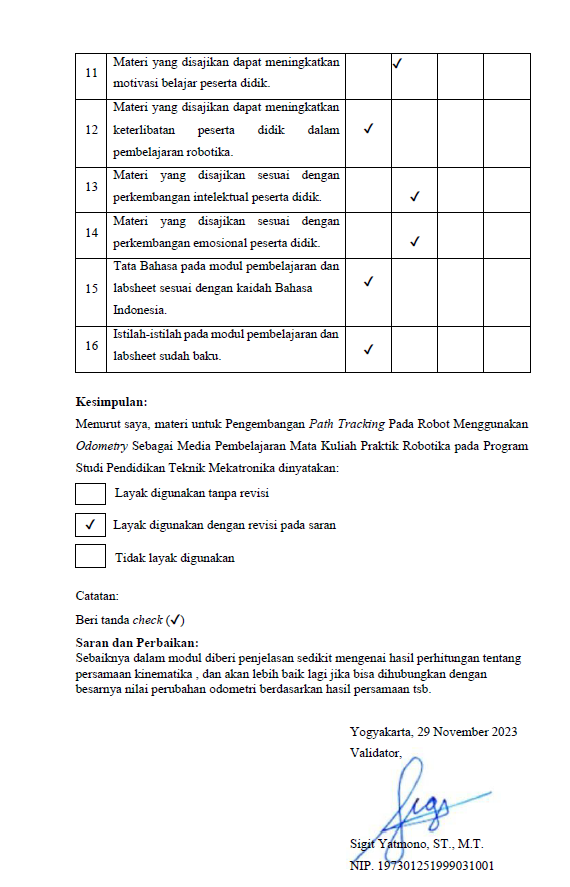 11 Materi yang disajikan dapat meningkatkan ✓
motivasi belajar peserta didik.
Materi yang disajikan dapat meningkatkan
12 keterlibatan peserta didik dalam ✓
pembelajaran robotika.
13 Materi yang disajikan sesuai dengan
perkembangan intelektual peserta didik. ✓
14 Materi yang disajikan sesuai dengan
perkembangan emosional peserta didik. ✓
Tata Bahasa pada modul pembelajaran dan
15 labsheet sesuai dengan kaidah Bahasa ✓
Indonesia.
16 Istilah-istilah pada modul pembelajaran dan
labsheet sudah baku. ✓
Kesimpulan:
Menurut saya, materi untuk Pengembangan Path Tracking Pada Robot Menggunakan
Odometry Sebagai Media Pembelajaran Mata Kuliah Praktik Robotika pada Program
Studi Pendidikan Teknik Mekatronika dinyatakan:
Layak digunakan tanpa revisi
✓ Layak digunakan dengan revisi pada saran
Tidak layak digunakan
Catatan:
Beri tanda check (✓)
Saran dan Perbaikan:
Sebaiknya dalam modul diberi penjelasan sedikit mengenai hasil perhitungan tentang
persamaan kinematika , dan akan lebih baik lagi jika bisa dihubungkan dengan
besarnya nilai perubahan odometri berdasarkan hasil persamaan tsb.
Yogyakarta, 29 November 2023
Validator,
Sigit Yatmono, ST., M.T.
NIP. 197301251999031001